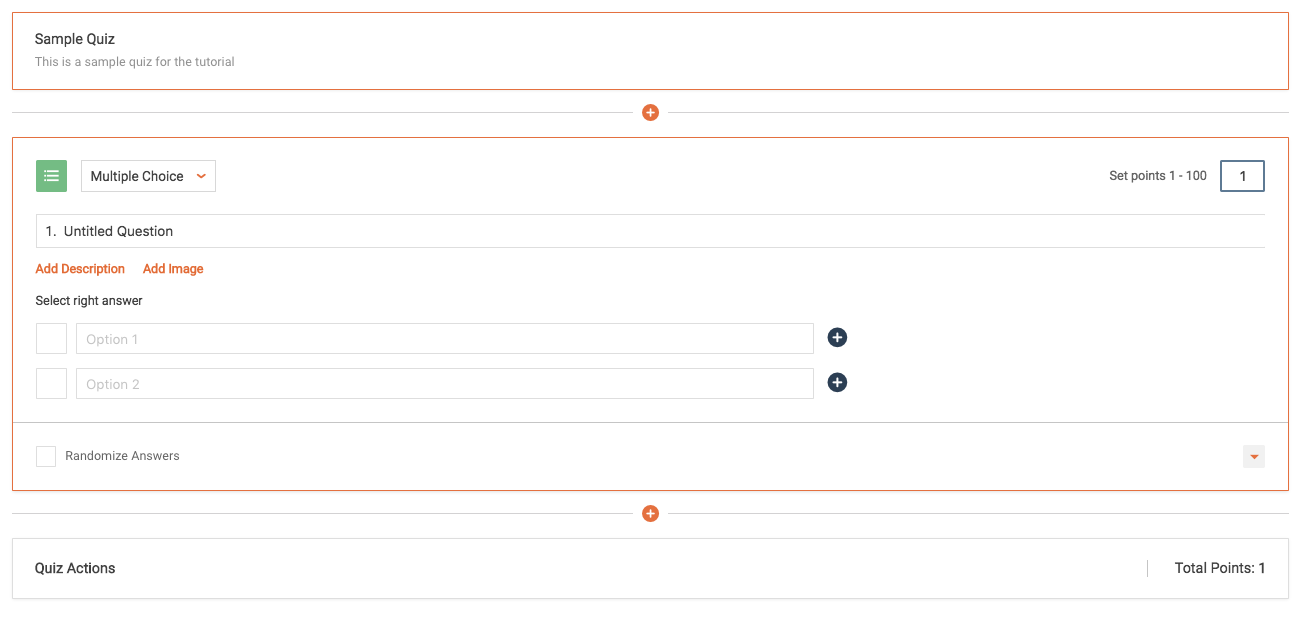 Sample Quiz
This is a sample quiz for the tutorial
Multiple Choice
Set points 1 - 100
1
1. Untitled Question
Add Description Add Image
Select right answer
Option 1
Option 2
Randomize Answers
Quiz Actions
Total Points: 1